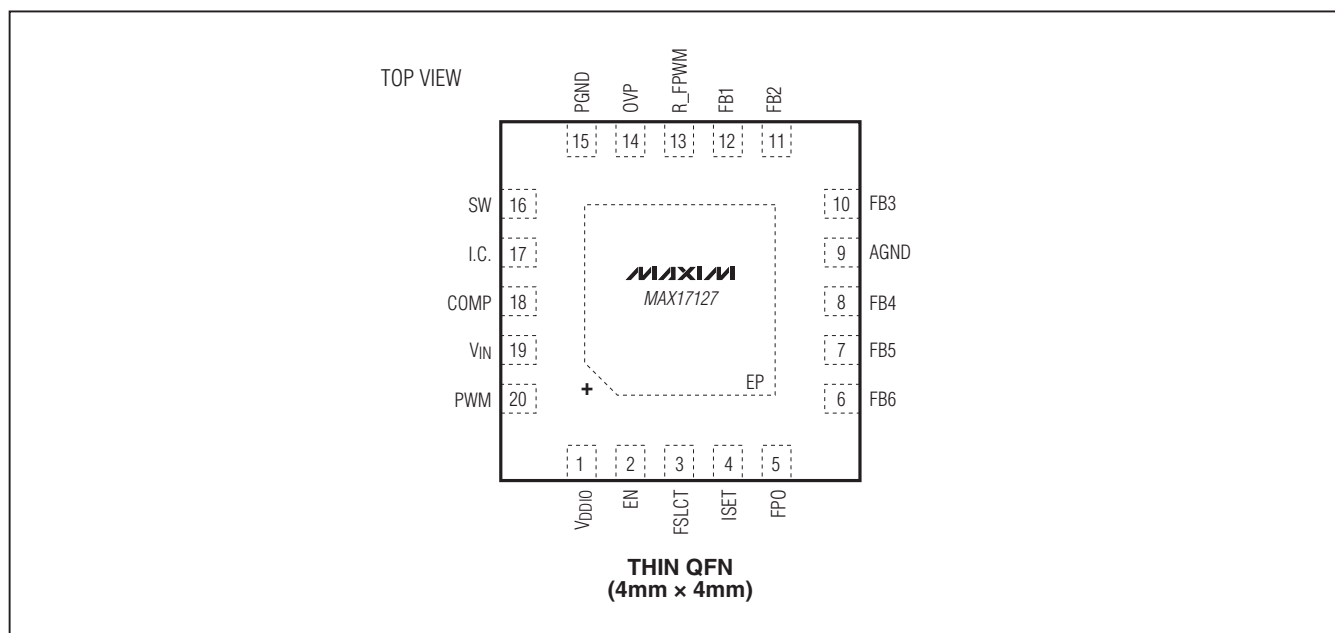 TOP VIEW
PGND
OVP
R_FPWM
FB1
FB2
15
14
13
12
11
SW 16
10 FB3
I.C. 17
9 AGND
MAXIM
MAX17127
COMP 18
8 FB4
VIN 19
7 FB5
EP
+
PWM 20
6 FB6
1
2
3
4
5
VDDIO
EN
FSLCT
ISET
FPO
THIN QFN
(4mm × 4mm)